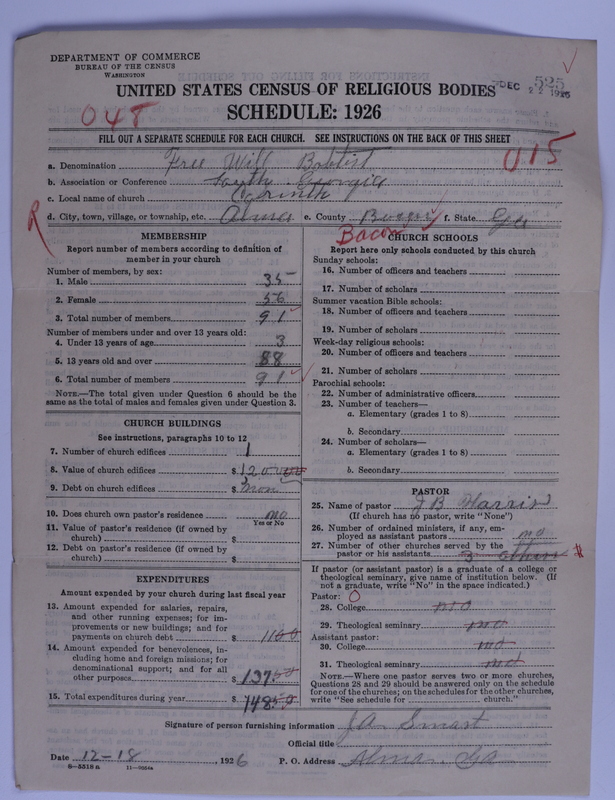 DEPARTMENT OF COMMERCE
BUREAU OF THE CENSUS
WASHINGTON
525
DEC 22 1926
UNITED STATES CENSUS OF RELIGIOUS BODIES
048
SCHEDULE: 1926
FILL OUT A SEPARATE SCHEDULE FOR EACH CHURCH. SEE INSTRUCTIONS ON THE BACK OF THIS SHEET
a. Denomination Free Will Babtist
015
b. Association or Conference South Georgia
c. Local name of church Corinth
R
d. City, town, village, or township, etc. Alma e. County f. State Ga
Bacon
MEMBERSHIP
Report number of members according to definition of
member in your church
Number of members, by sex:
1. Male 35
2. Female 56
3. Total number of members 91
Number of members under and over 13 years old:
4. Under 13 years of age 3
5. 13 years old and over 88
6. Total number of members 91
NOTE.—The total given under Question 6 should be
same as the total of males and females given under Question 3.
CHURCH BUILDINGS
See instructions, paragraphs 10 to 12
7. Number of church edifices 1
8. Value of church edifices $
9. Debt on church edifices $
10. Does church own pastor's residence no
Yes or No
11. Value of pastor's residence (if owned by
church) $
12. Debt on pastor's residence (if owned by
church) $
EXPENDITURES
Amount expended by your church during last fiscal year
13. Amount expended for salaries, repairs,
and other running expenses; for im-
provements or new buildings; and for
payments on church debt $ 1100
14. Amount expended for benevolences, in-
cluding home and foreign missions; for
denominational support; and for all
other purposes $ 13750
15. Total expenditures during year $ 14850
CHURCH SCHOOLS
Report here only schools conducted by this church
Sunday schools:
16. Number of officers and teachers
17. Number of scholars
Summer vacation Bible schools:
18. Number of officers and teachers
19. Number of scholars
Week-day religious schools:
20. Number of officers and teachers
21. Number of scholars
Parochial schools:
22. Number of administrative officers
23. Number of teachers—
a. Elementary (grades 1 to 8)
b. Secondary
24. Number of scholars—
a. Elementary (grades 1 to 8)
b. Secondary
PASTOR
25. Name of pastor J B Harris
(If church has no pastor, write "None")
26. Number of ordained ministers, if any, em-
ployed as assistant pastors no
27. Number of other churches served by the
pastor or his assistants 3 others
If pastor (or assistant pastor) is a graduate of a college or
theological seminary, give name of institution below. (If
not a graduate, write "No" in the space indicated.)
Pastor: O
28. College no
29. Theological seminary no
Assistant pastor:
30. College no
31. Theological seminary no
NOTE.—Where one pastor serves two or more churches,
Questions 28 and 29 should be answered only on the schedule
for one of the churches; on the schedules for the other churches,
write "See schedule for church."
Signature of person furnishing information J A Smart
Official title
Date 12-18, 1926 P. O. Address Alma. Ga
8-5518 a 11-9054a